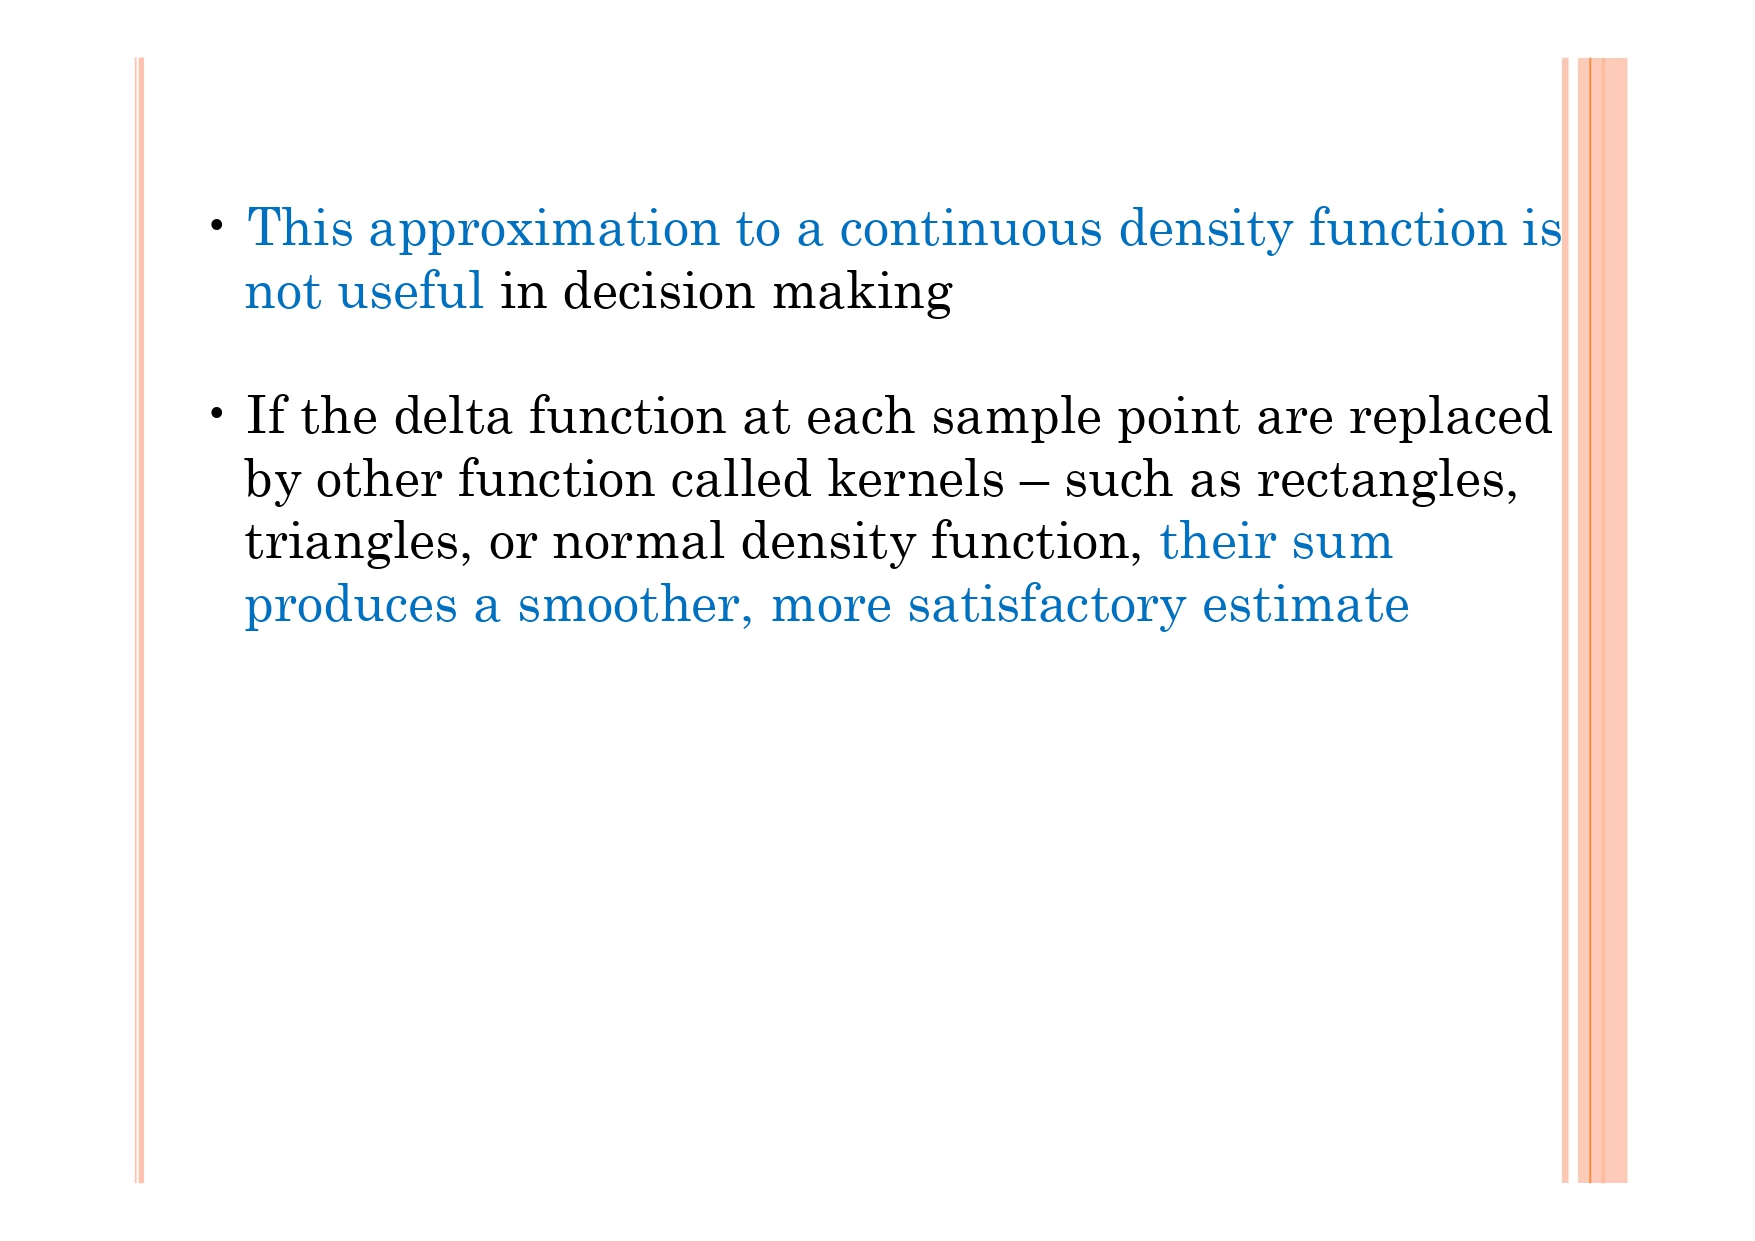 • This approximation to a continuous density function is
not useful in decision making
• If the delta function at each sample point are replaced
by other function called kernels – such as rectangles,
triangles, or normal density function, their sum
produces a smoother, more satisfactory estimate